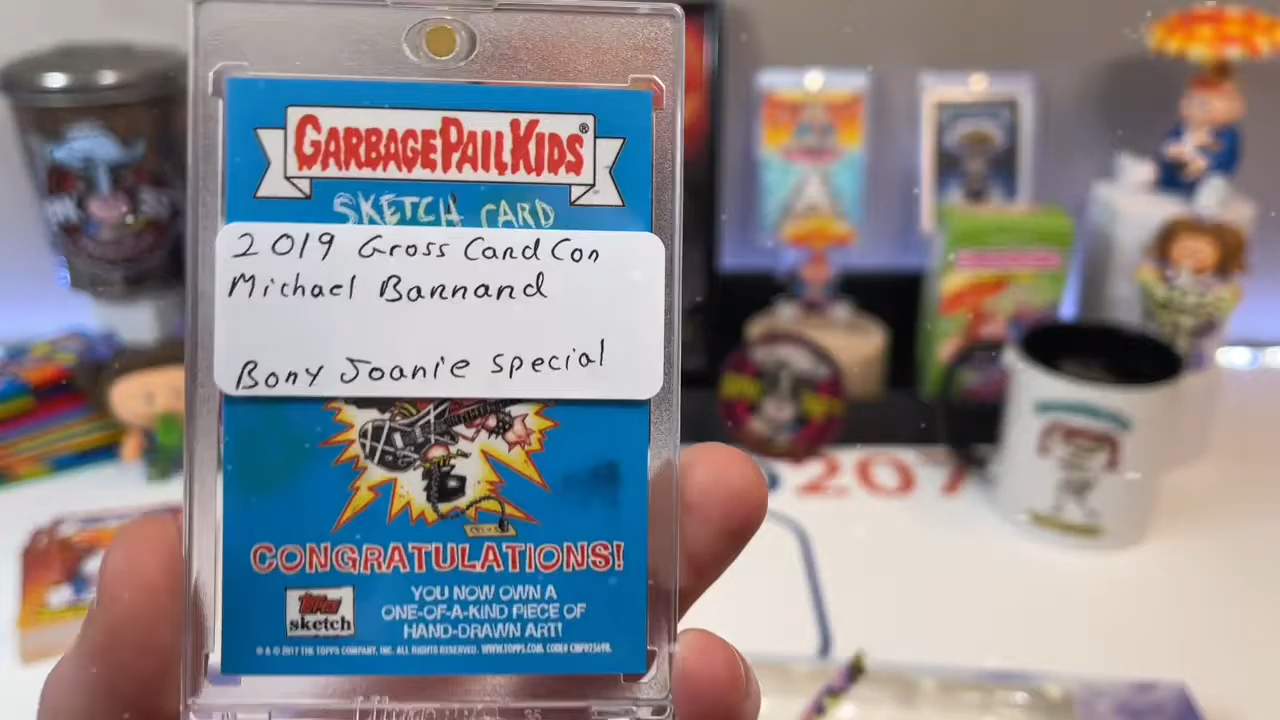 GARBAGE PAIL KIDS®
SKETCH CARD
2019 Gross Card Con
Michael Bannand
Bony Joanie special
CONGRATULATIONS!
Topps sketch
YOU NOW OWN A
ONE-OF-A-KIND PIECE OF
HAND-DRAWN ART!
© & © 2017 THE TOPPS COMPANY, INC. ALL RIGHTS RESERVED. WWW.TOPPS.COM.
207